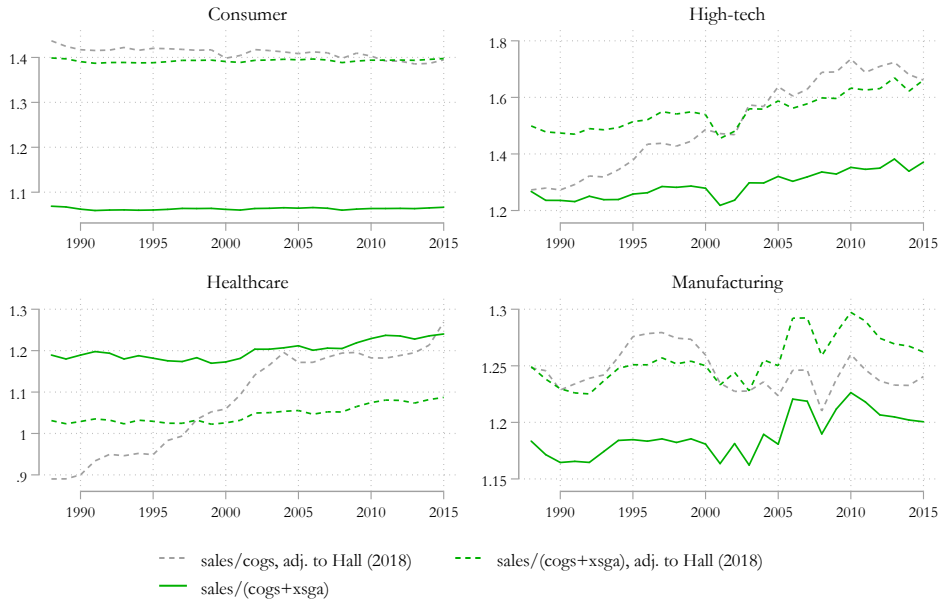 Consumer
1.4
1.3
1.2
1.1
1990 1995 2000 2005 2010 2015
High-tech
1.8
1.6
1.4
1.2
1990 1995 2000 2005 2010 2015
Healthcare
1.3
1.2
1.1
1
.9
1990 1995 2000 2005 2010 2015
Manufacturing
1.3
1.25
1.2
1.15
1990 1995 2000 2005 2010 2015
sales/cogs, adj. to Hall (2018)
sales/(cogs+xsga), adj. to Hall (2018)
sales/(cogs+xsga)